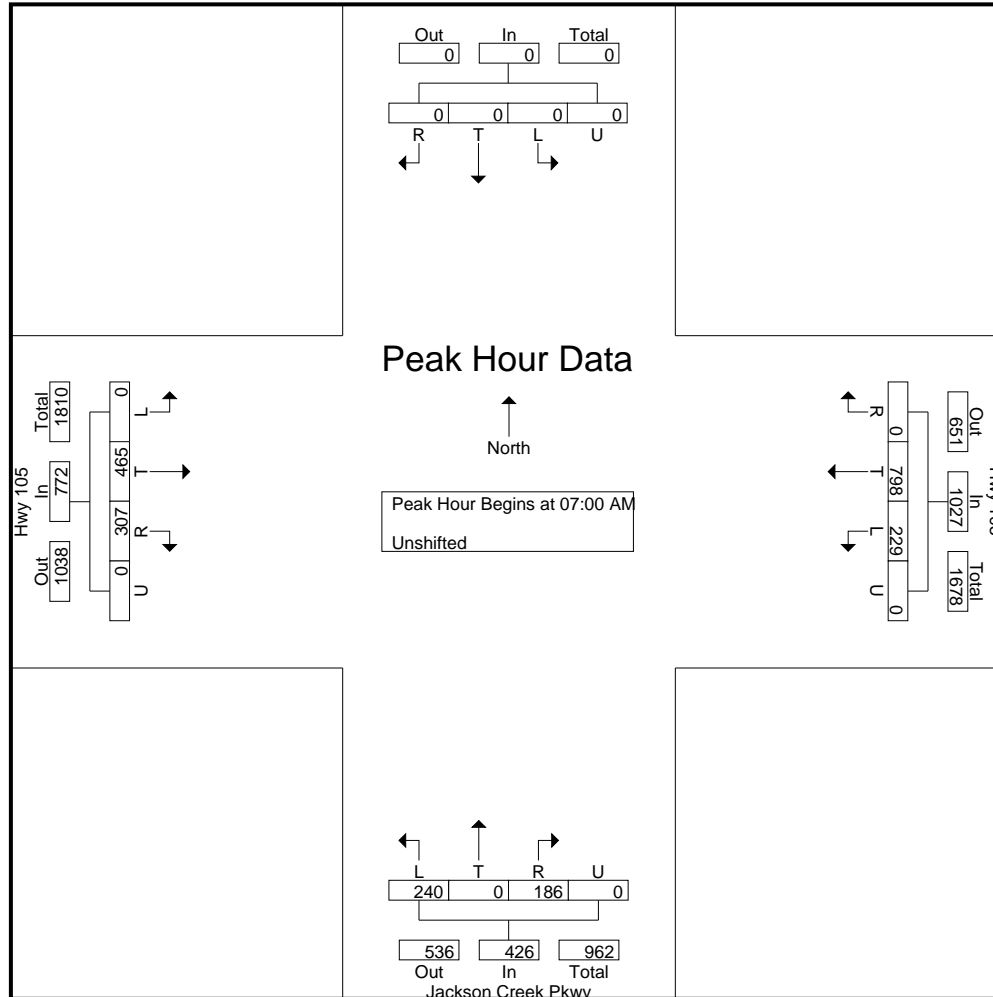 Out In Total
0 0 0
0 0 0 0
R T L U
Peak Hour Data
North
Peak Hour Begins at 07:00 AM
Unshifted
Hwy 105
Total In Out
1810 772 1038
0 465 307 0
L T R U
Out In Total
651 1027 1678
0 798 229 0
R T L U
L T R U
240 0 186 0
536 426 962
Out In Total
Jackson Creek Pkwy